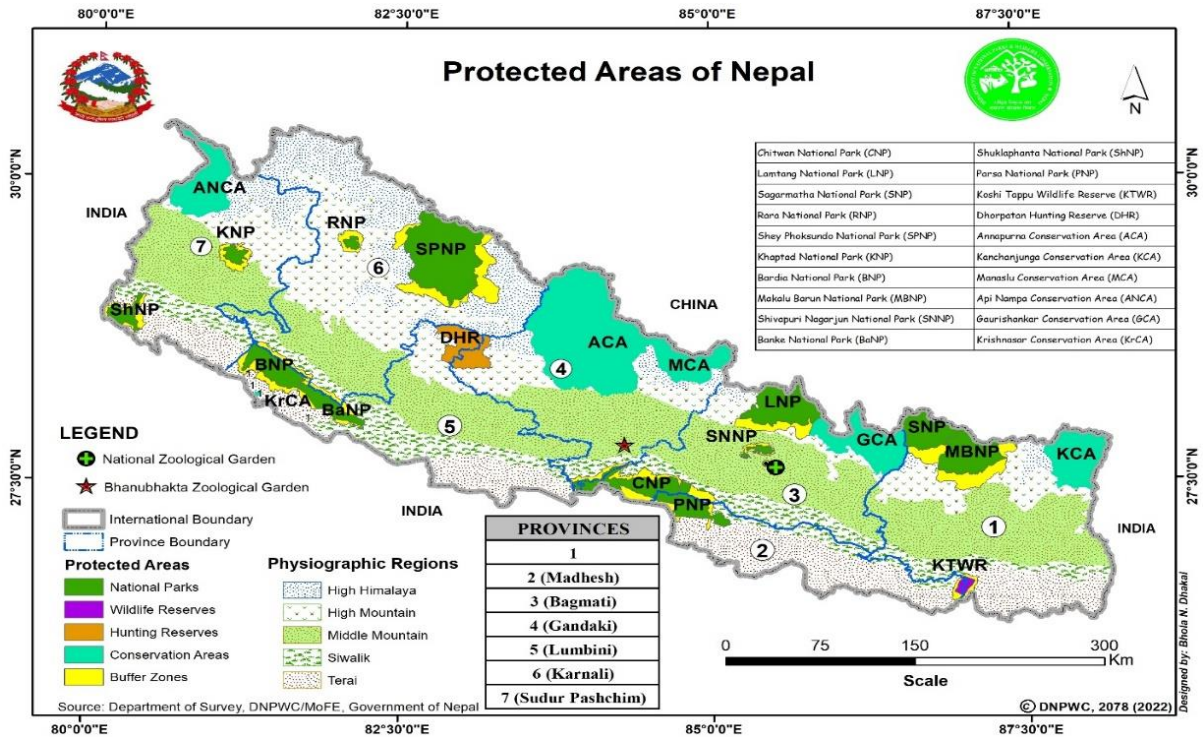 80°0'0" 82°30'0"E 85°0'0" 87°30'0"E
Protected Areas of Nepal
N
30°0'0"N
30°0'0"N
27°30'0"N
27°30'0"N
Chitwan National Park (CNP) Shuklaphanta National Park (ShNP)
Lamtang National Park (LNP) Parsa National Park (PNP)
Sagarmatha National Park (SNP) Koshi Tappu Wildlife Reserve (KTWR)
Rara National Park (RNP) Dhorpatan Hunting Reserve (DHR)
Shey Phoksundo National Park (SPNP) Annapurna Conservation Area (ACA)
Khaptad National Park (KNP) Kanchanjunga Conservation Area (KCA)
Bardia National Park (BNP) Manaslu Conservation Area (MCA)
Makalu Barun National Park (MBNP) Api Nampa Conservation Area (ANCA)
Shivapuri Nagarjun National Park (SNNP) Gaurishankar Conservation Area (GCA)
Banke National Park (BaNP) Krishnasar Conservation Area (KrCA)
ANCA
INDIA
KNP
RNP
7
6
SPNP
CHINA
ShNP
DHR
ACA
4
MCA
BNP
KrCA
BaNP
5
LNP
SNNP
GCA
SNP
MBNP
KCA
CNP
PNP
3
2
1
KTWR
INDIA
INDIA
LEGEND
National Zoological Garden
Bhanubhakta Zoological Garden
International Boundary
Province Boundary
Protected Areas
National Parks
Wildlife Reserves
Hunting Reserves
Conservation Areas
Buffer Zones
Physiographic Regions
High Himalaya
High Mountain
Middle Mountain
Siwalik
Terai
PROVINCES
1
2 (Madhesh)
3 (Bagmati)
4 (Gandaki)
5 (Lumbini)
6 (Karnali)
7 (Sudur Pashchim)
0 75 150 300
Km
Scale
Designed by: Bhola N. Dhakal
Source: Department of Survey, DNPWC/MoFE, Government of Nepal
© DNPWC, 2078 (2022)
80°0'0"E 82°30'0"E 85°0'0"E 87°30'0"E